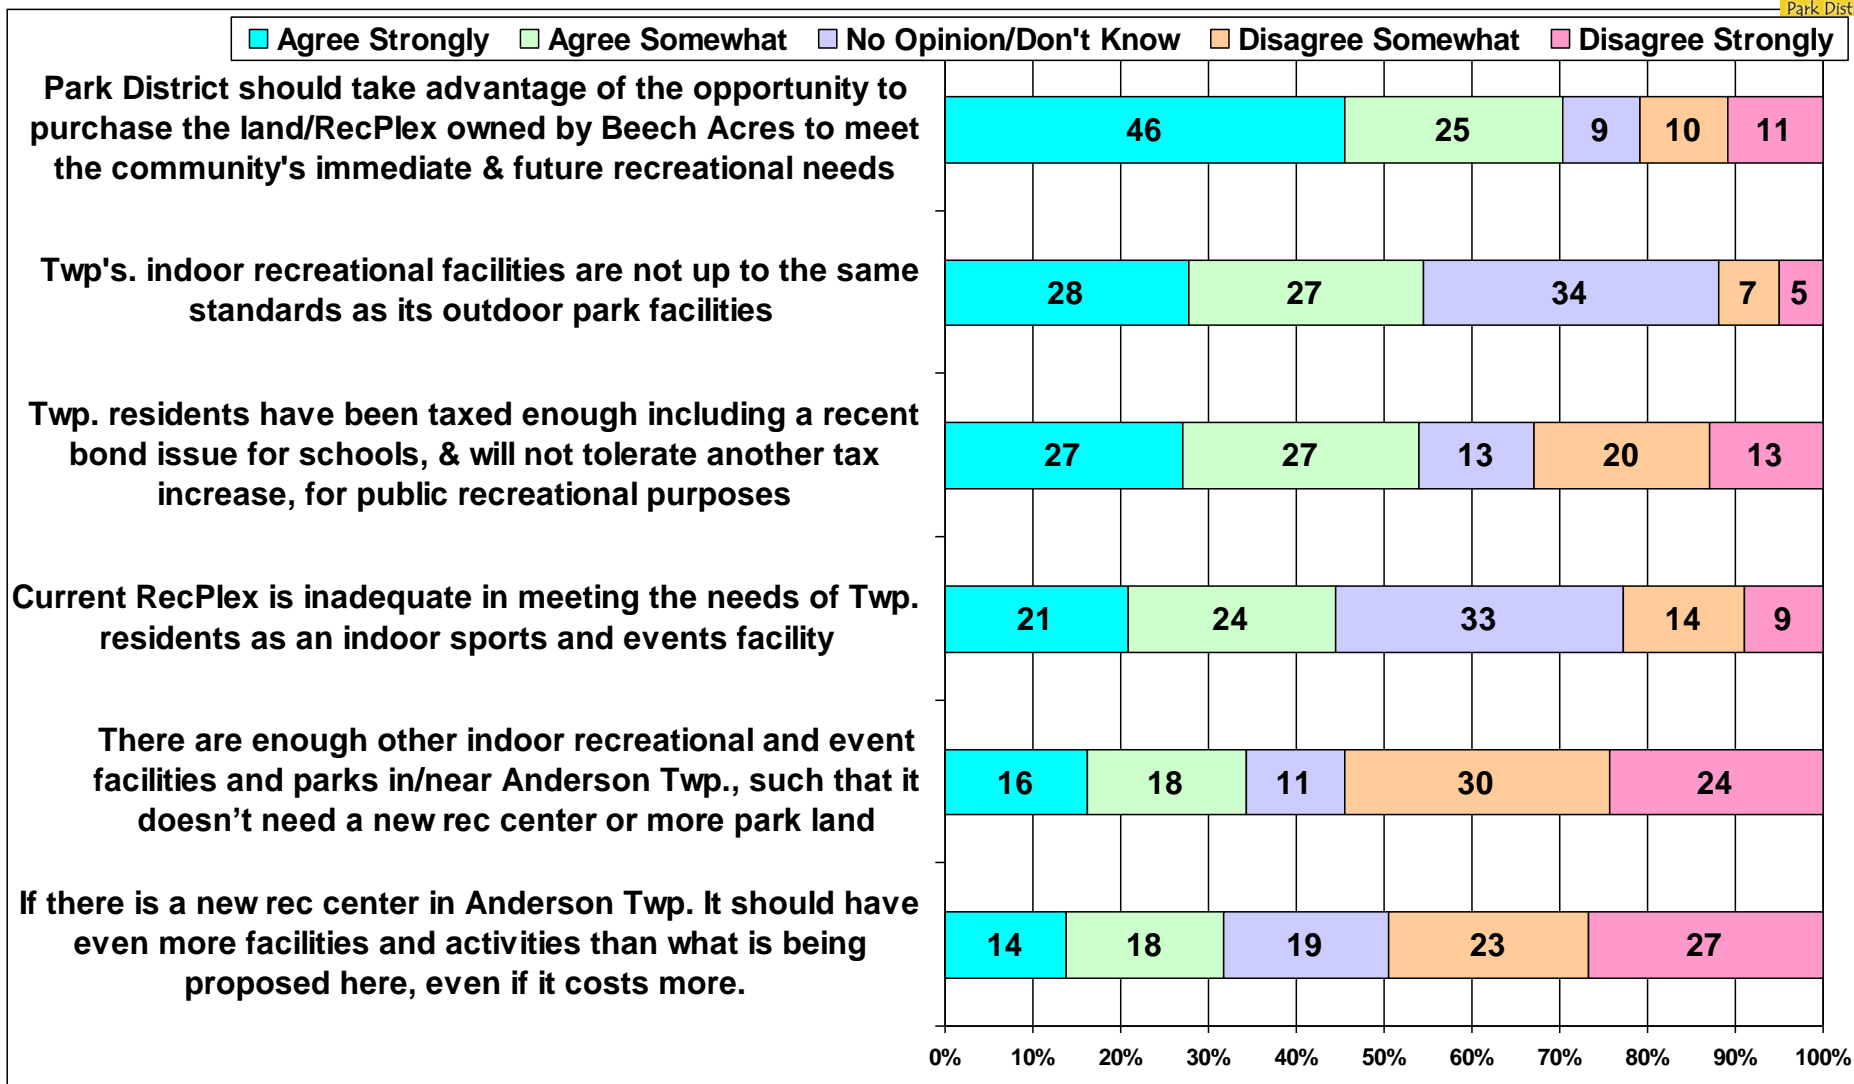 Park Dist
Agree Strongly Agree Somewhat No Opinion/Don't Know Disagree Somewhat Disagree Strongly
Park District should take advantage of the opportunity to
purchase the land/RecPlex owned by Beech Acres to meet
the community's immediate & future recreational needs
46 25 9 10 11
Twp's. indoor recreational facilities are not up to the same
standards as its outdoor park facilities
28 27 34 7 5
Twp. residents have been taxed enough including a recent
bond issue for schools, & will not tolerate another tax
increase, for public recreational purposes
27 27 13 20 13
Current RecPlex is inadequate in meeting the needs of Twp.
residents as an indoor sports and events facility
21 24 33 14 9
There are enough other indoor recreational and event
facilities and parks in/near Anderson Twp., such that it
doesn’t need a new rec center or more park land
16 18 11 30 24
If there is a new rec center in Anderson Twp. It should have
even more facilities and activities than what is being
proposed here, even if it costs more.
14 18 19 23 27
0% 10% 20% 30% 40% 50% 60% 70% 80% 90% 100%